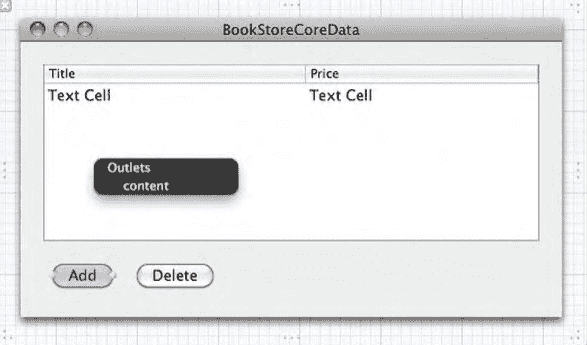 BookStoreCoreData
Title Price
Text Cell Text Cell
Outlets
content
Add Delete